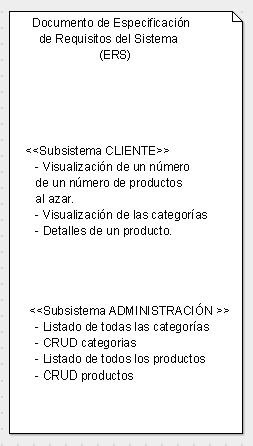 Documento de Especificación
de Requisitos del Sistema
(ERS)
<<Subsistema CLIENTE>>
- Visualización de un número
de un número de productos
al azar.
- Visualización de las categorías
- Detalles de un producto.
<<Subsistema ADMINISTRACIÓN >>
- Listado de todas las categorías
- CRUD categorias
- Listado de todos los productos
- CRUD productos